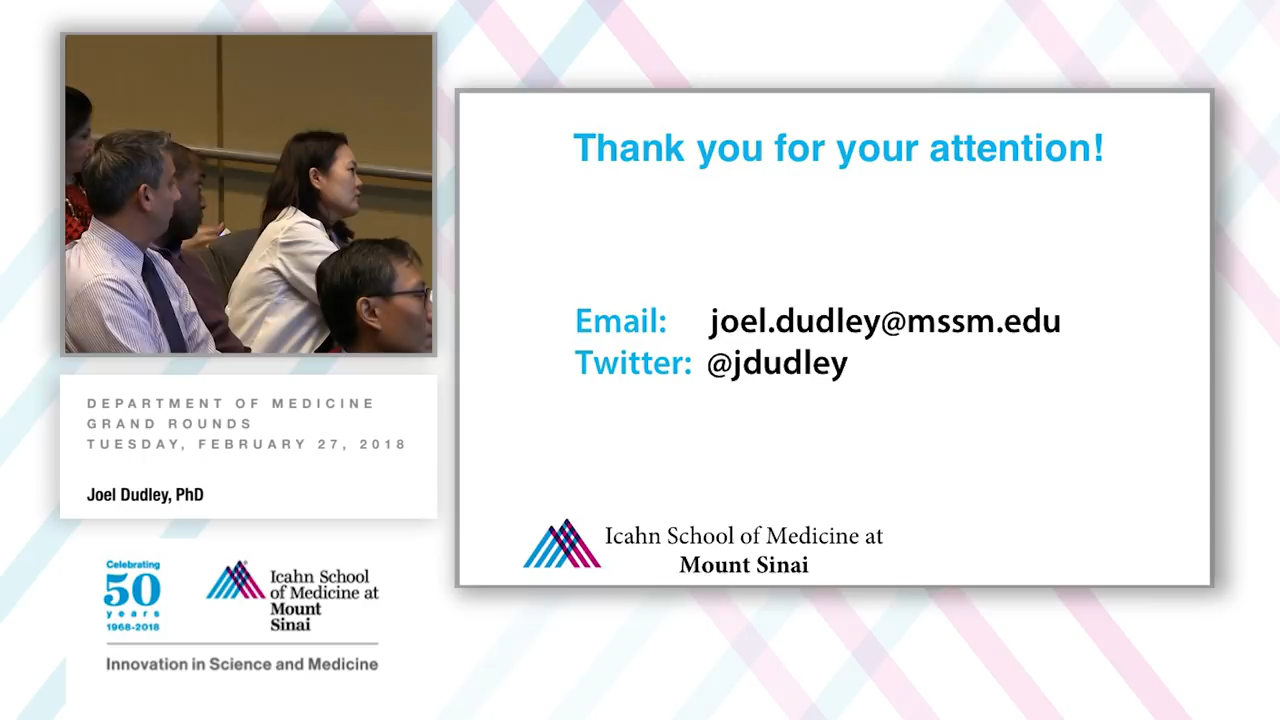 Thank you for your attention!
Email: joel.dudley@mssm.edu
Twitter: @jdudley
Icahn School of Medicine at
Mount Sinai
DEPARTMENT OF MEDICINE
GRAND ROUNDS
TUESDAY, FEBRUARY 27, 2018
Joel Dudley, PhD
Celebrating
50
years
1968-2018
Icahn School
of Medicine at
Mount
Sinai
Innovation in Science and Medicine